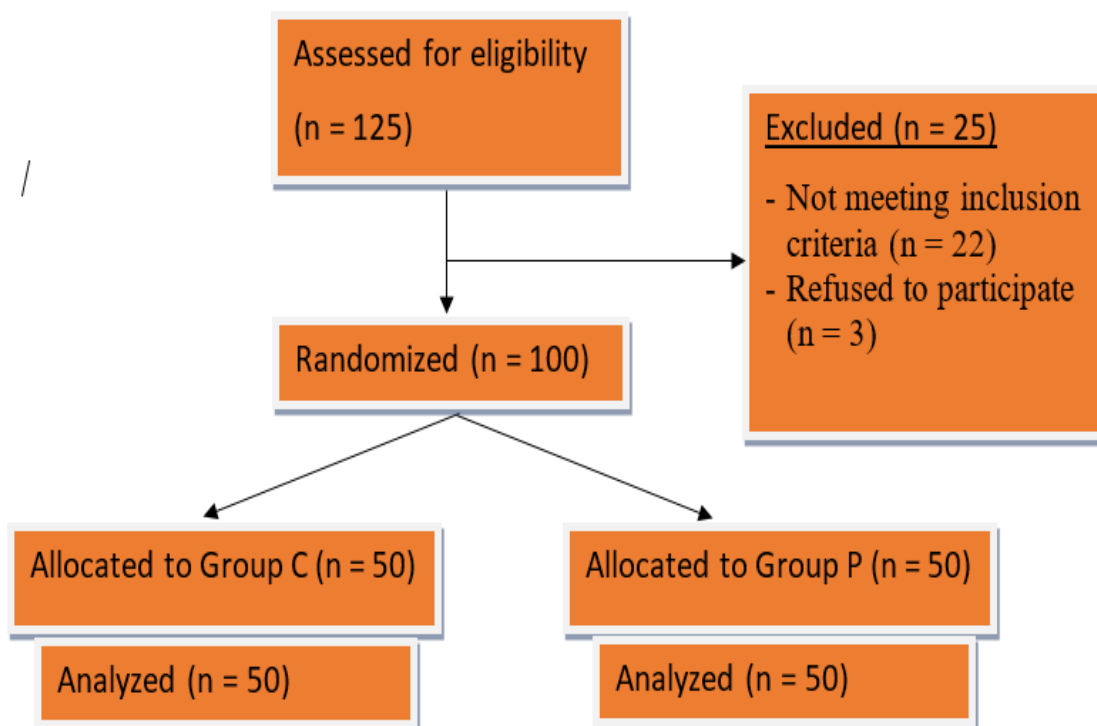 Assessed for eligibility
(n = 125)
Excluded (n = 25)
- Not meeting inclusion
criteria (n = 22)
- Refused to participate
(n = 3)
/
Randomized (n = 100)
Allocated to Group C (n = 50)
Allocated to Group P (n = 50)
Analyzed (n = 50)
Analyzed (n = 50)